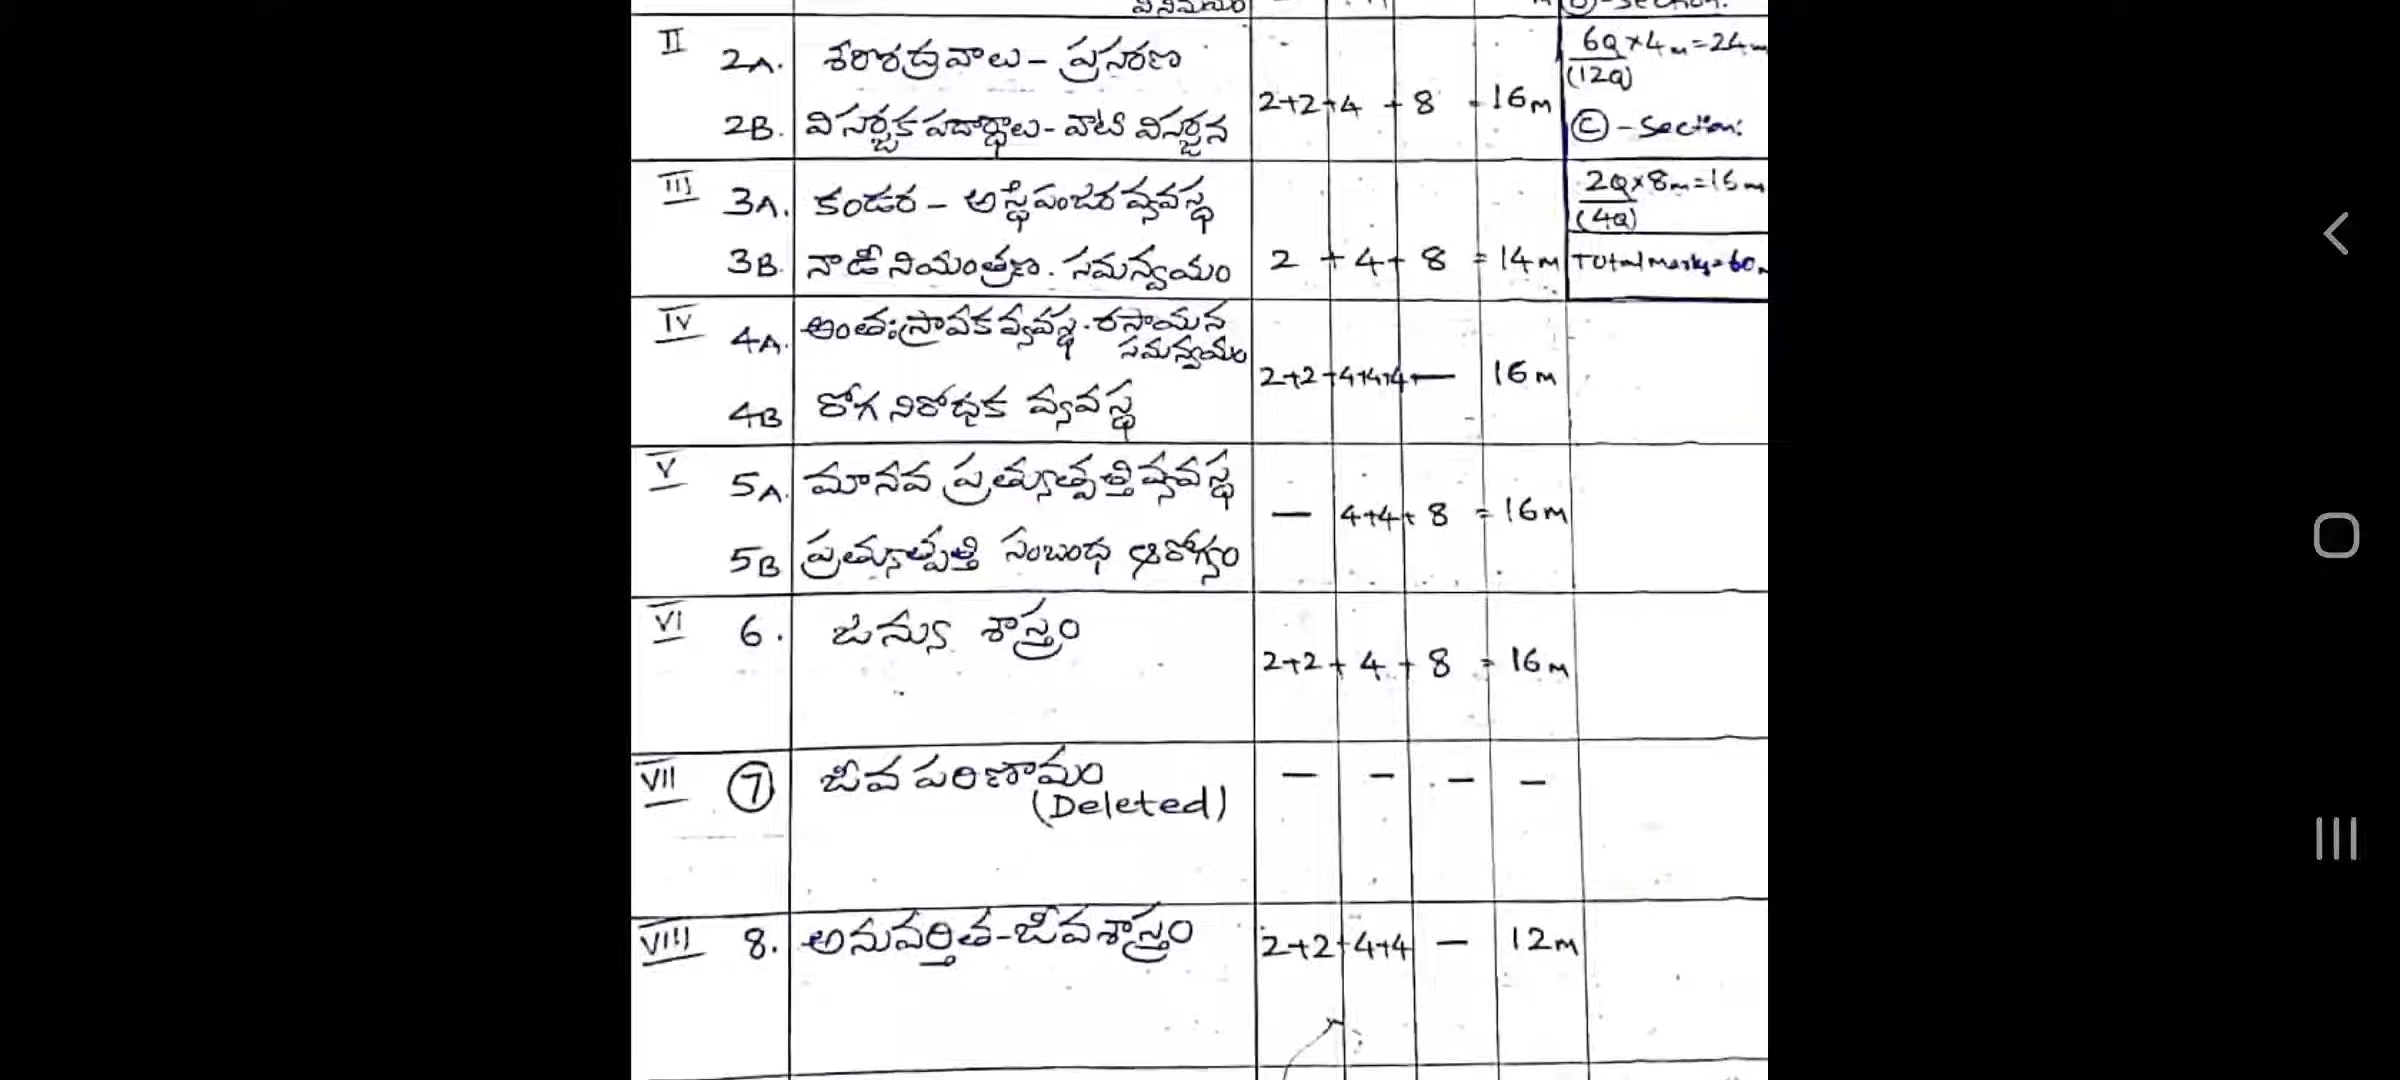 II 2A. శరీరద్రవాలు - ప్రసరణ
2B. విసర్జక పదార్థాలు - వాటి విసర్జన
2+2+4 + 8 = 16m
6Q×4m=24m
(12Q)
Ⓒ - Section:
III 3A. కండర - అస్థిపంజర వ్యవస్థ
3B. నాడీ నియంత్రణ. సమన్వయం
2 + 4 + 8 = 14m
2Q×8m=16m
(4Q)
Total marks=60m
IV 4A. అంతఃస్రావక వ్యవస్థ. రసాయన
సమన్వయం
4B రోగ నిరోధక వ్యవస్థ
2+2+4+4+4+ — 16m
V 5A. మానవ ప్రత్యుత్పత్తి వ్యవస్థ
5B ప్రత్యుత్పత్తి సంబంధ ఆరోగ్యం
— 4+4+ 8 = 16m
VI 6. జన్యు శాస్త్రం
2+2+ 4 + 8 = 16m
VII ⑦ జీవ పరిణామం
(Deleted)
— — — —
VIII 8. అనువర్తిత-జీవశాస్త్రం
2+2+4+4 — 12m